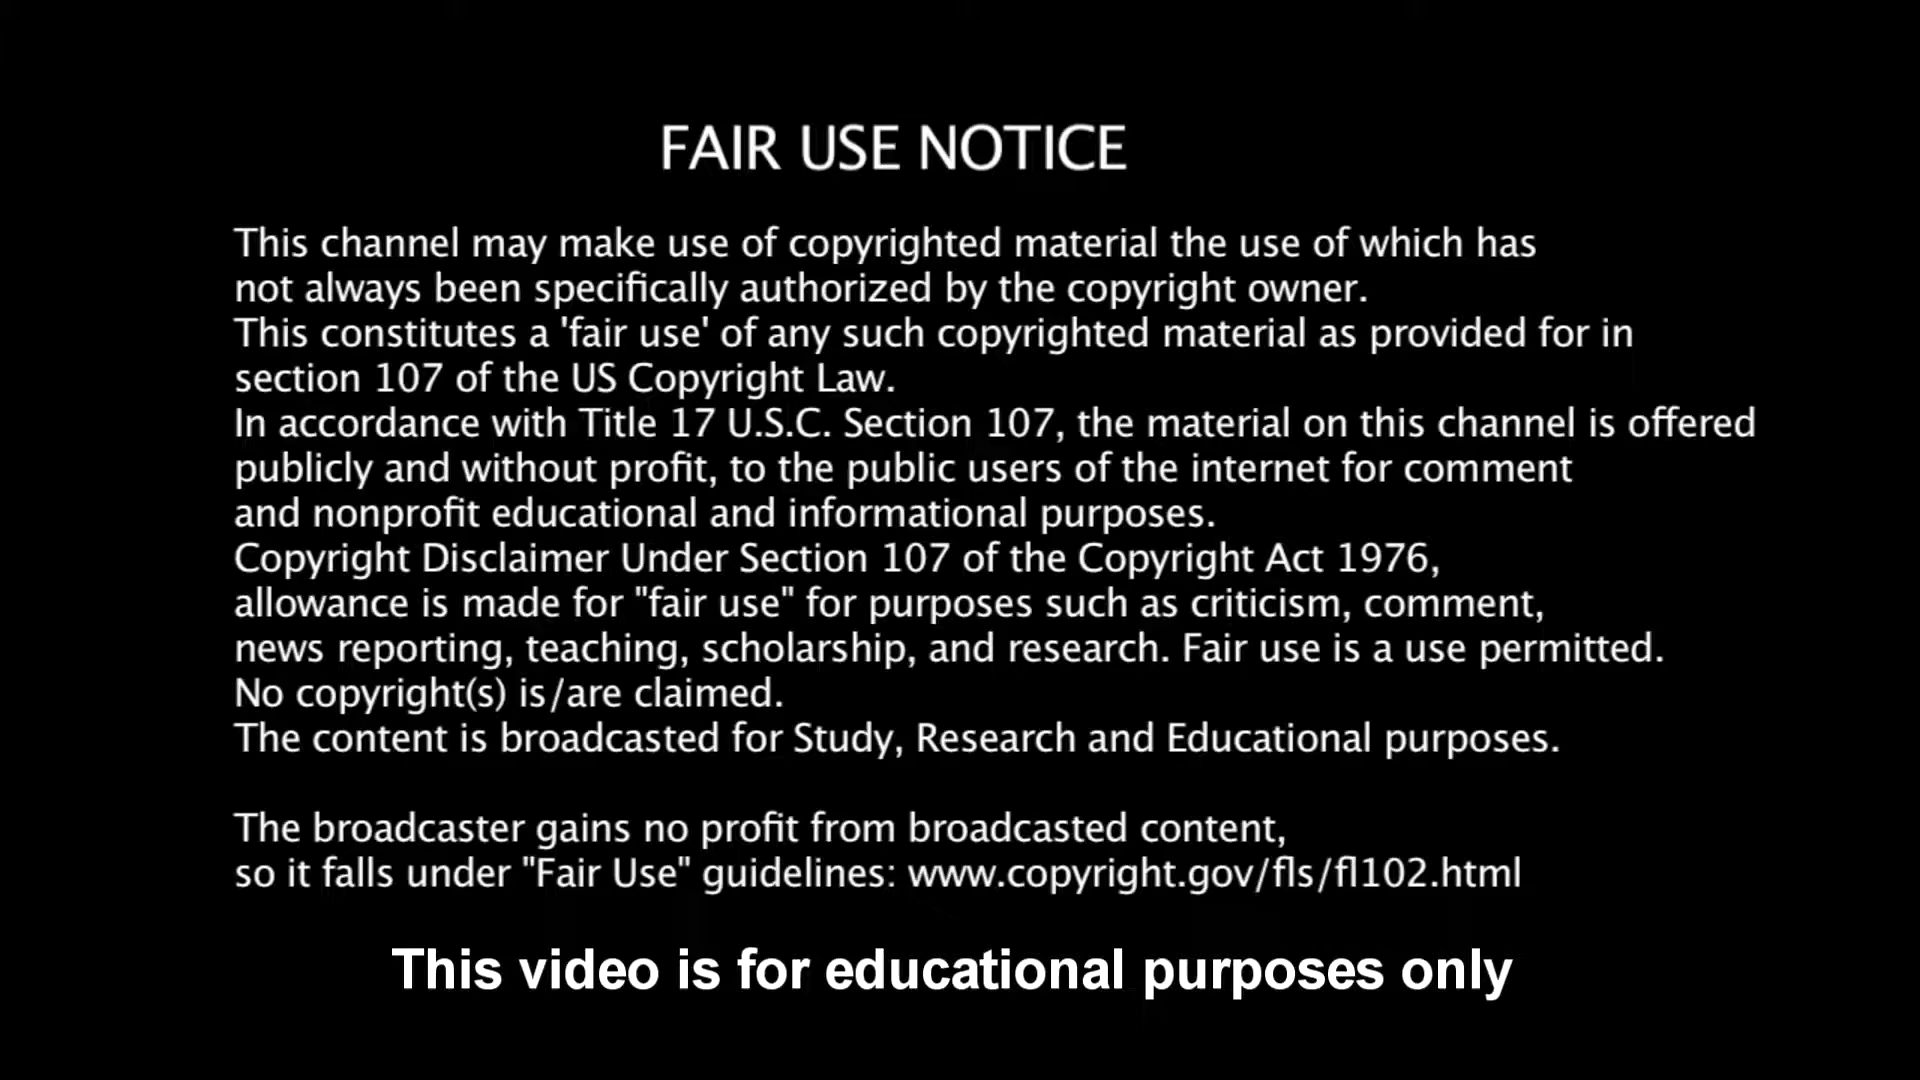 FAIR USE NOTICE
This channel may make use of copyrighted material the use of which has
not always been specifically authorized by the copyright owner.
This constitutes a 'fair use' of any such copyrighted material as provided for in
section 107 of the US Copyright Law.
In accordance with Title 17 U.S.C. Section 107, the material on this channel is offered
publicly and without profit, to the public users of the internet for comment
and nonprofit educational and informational purposes.
Copyright Disclaimer Under Section 107 of the Copyright Act 1976,
allowance is made for "fair use" for purposes such as criticism, comment,
news reporting, teaching, scholarship, and research. Fair use is a use permitted.
No copyright(s) is/are claimed.
The content is broadcasted for Study, Research and Educational purposes.
The broadcaster gains no profit from broadcasted content,
so it falls under "Fair Use" guidelines: www.copyright.gov/fls/fl102.html
This video is for educational purposes only